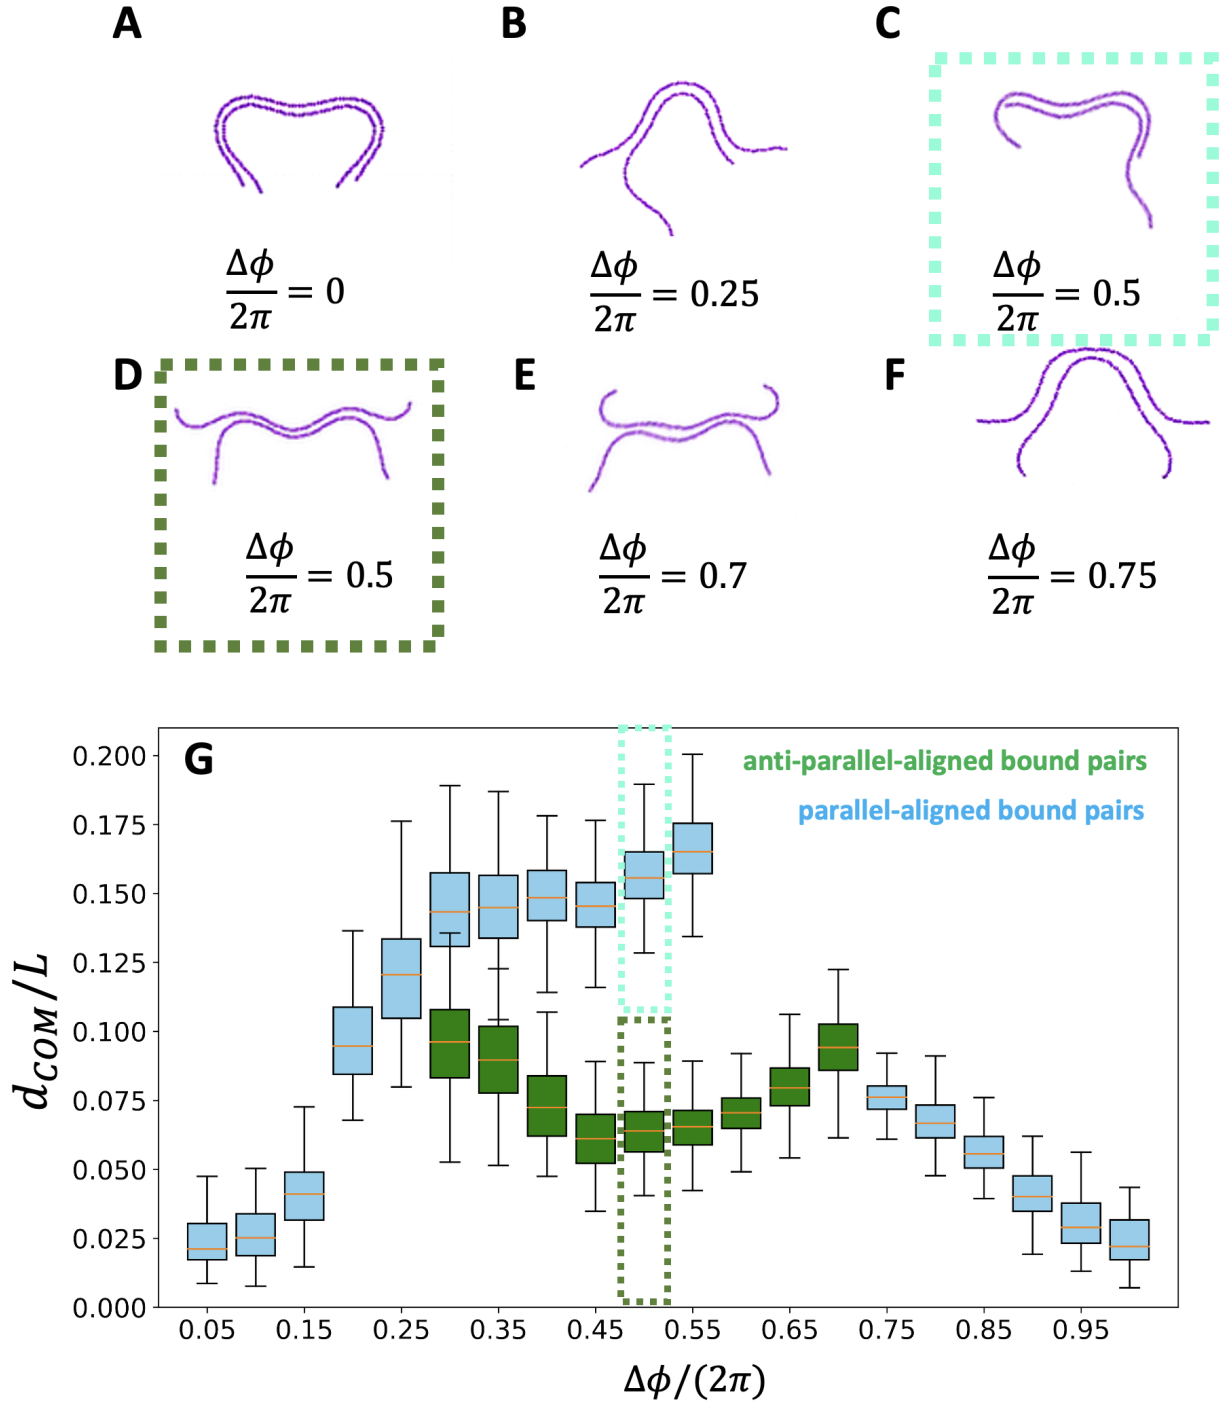 A
B
C
Δϕ/2π = 0
Δϕ/2π = 0.25
Δϕ/2π = 0.5
D
E
F
Δϕ/2π = 0.5
Δϕ/2π = 0.7
Δϕ/2π = 0.75
G
anti-parallel-aligned bound pairs
parallel-aligned bound pairs
0.200
0.175
0.150
0.125
0.100
0.075
0.050
0.025
0.000
d_COM/L
0.05 0.15 0.25 0.35 0.45 0.55 0.65 0.75 0.85 0.95
Δϕ/(2π)